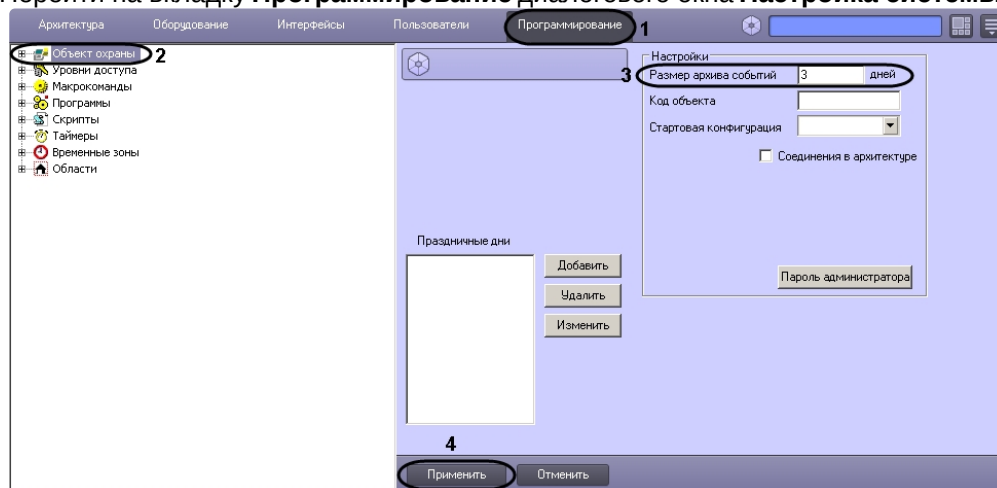 Перейти на вкладку Программирование диалогового окна Настройка системы
Архитектура Оборудование Интерфейсы Пользователи Программирование 1
Объект охраны 2
Уровни доступа
Макрокоманды
Программы
Скрипты
Таймеры
Временные зоны
Области
Настройки
3 Размер архива событий 3 дней
Код объекта
Стартовая конфигурация
Соединения в архитектуре
Праздничные дни
Добавить
Удалить
Изменить
Пароль администратора
4
Применить Отменить